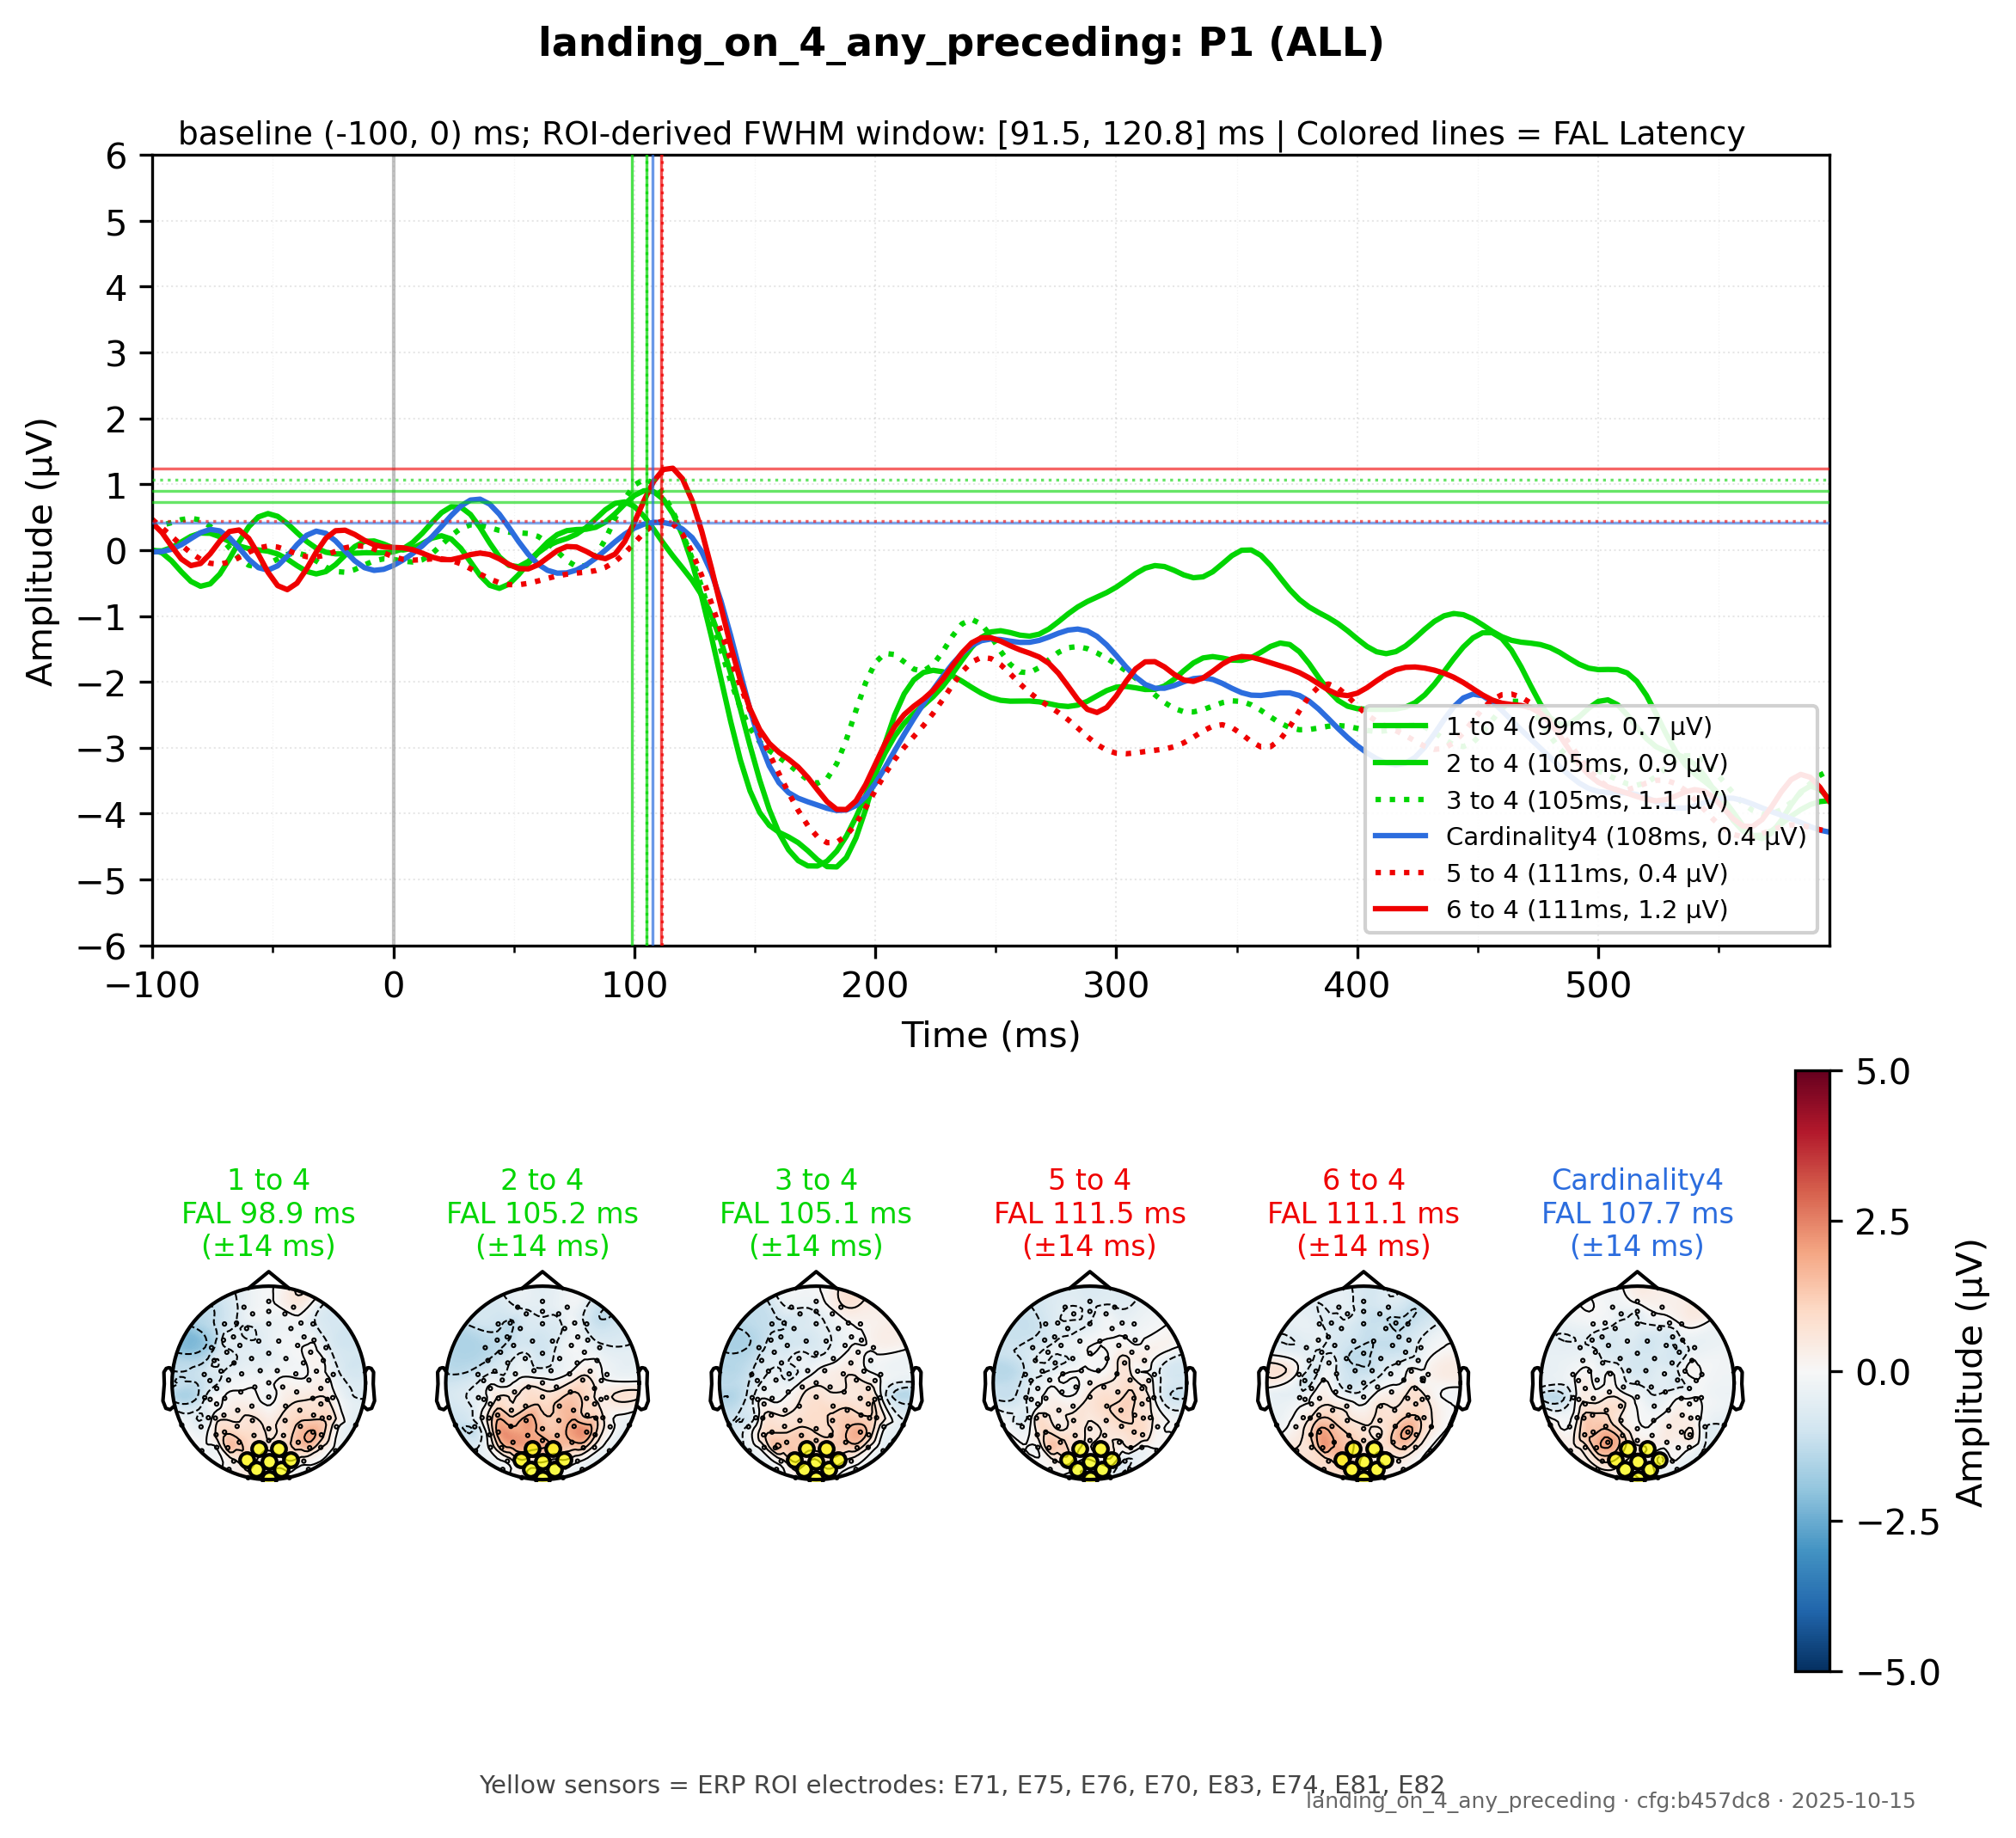 landing_on_4_any_preceding: P1 (ALL)
baseline (-100, 0) ms; ROI-derived FWHM window: [91.5, 120.8] ms | Colored lines = FAL Latency
Amplitude (µV)
6
5
4
3
2
1
0
−1
−2
−3
−4
−5
−6
1 to 4 (99ms, 0.7 µV)
2 to 4 (105ms, 0.9 µV)
3 to 4 (105ms, 1.1 µV)
Cardinality4 (108ms, 0.4 µV)
5 to 4 (111ms, 0.4 µV)
6 to 4 (111ms, 1.2 µV)
−100 0 100 200 300 400 500
Time (ms)
1 to 4
FAL 98.9 ms
(±14 ms)
2 to 4
FAL 105.2 ms
(±14 ms)
3 to 4
FAL 105.1 ms
(±14 ms)
5 to 4
FAL 111.5 ms
(±14 ms)
6 to 4
FAL 111.1 ms
(±14 ms)
Cardinality4
FAL 107.7 ms
(±14 ms)
5.0
2.5
0.0
−2.5
−5.0
Amplitude (µV)
Yellow sensors = ERP ROI electrodes: E71, E75, E76, E70, E83, E74, E81, E82
landing_on_4_any_preceding · cfg:b457dc8 · 2025-10-15